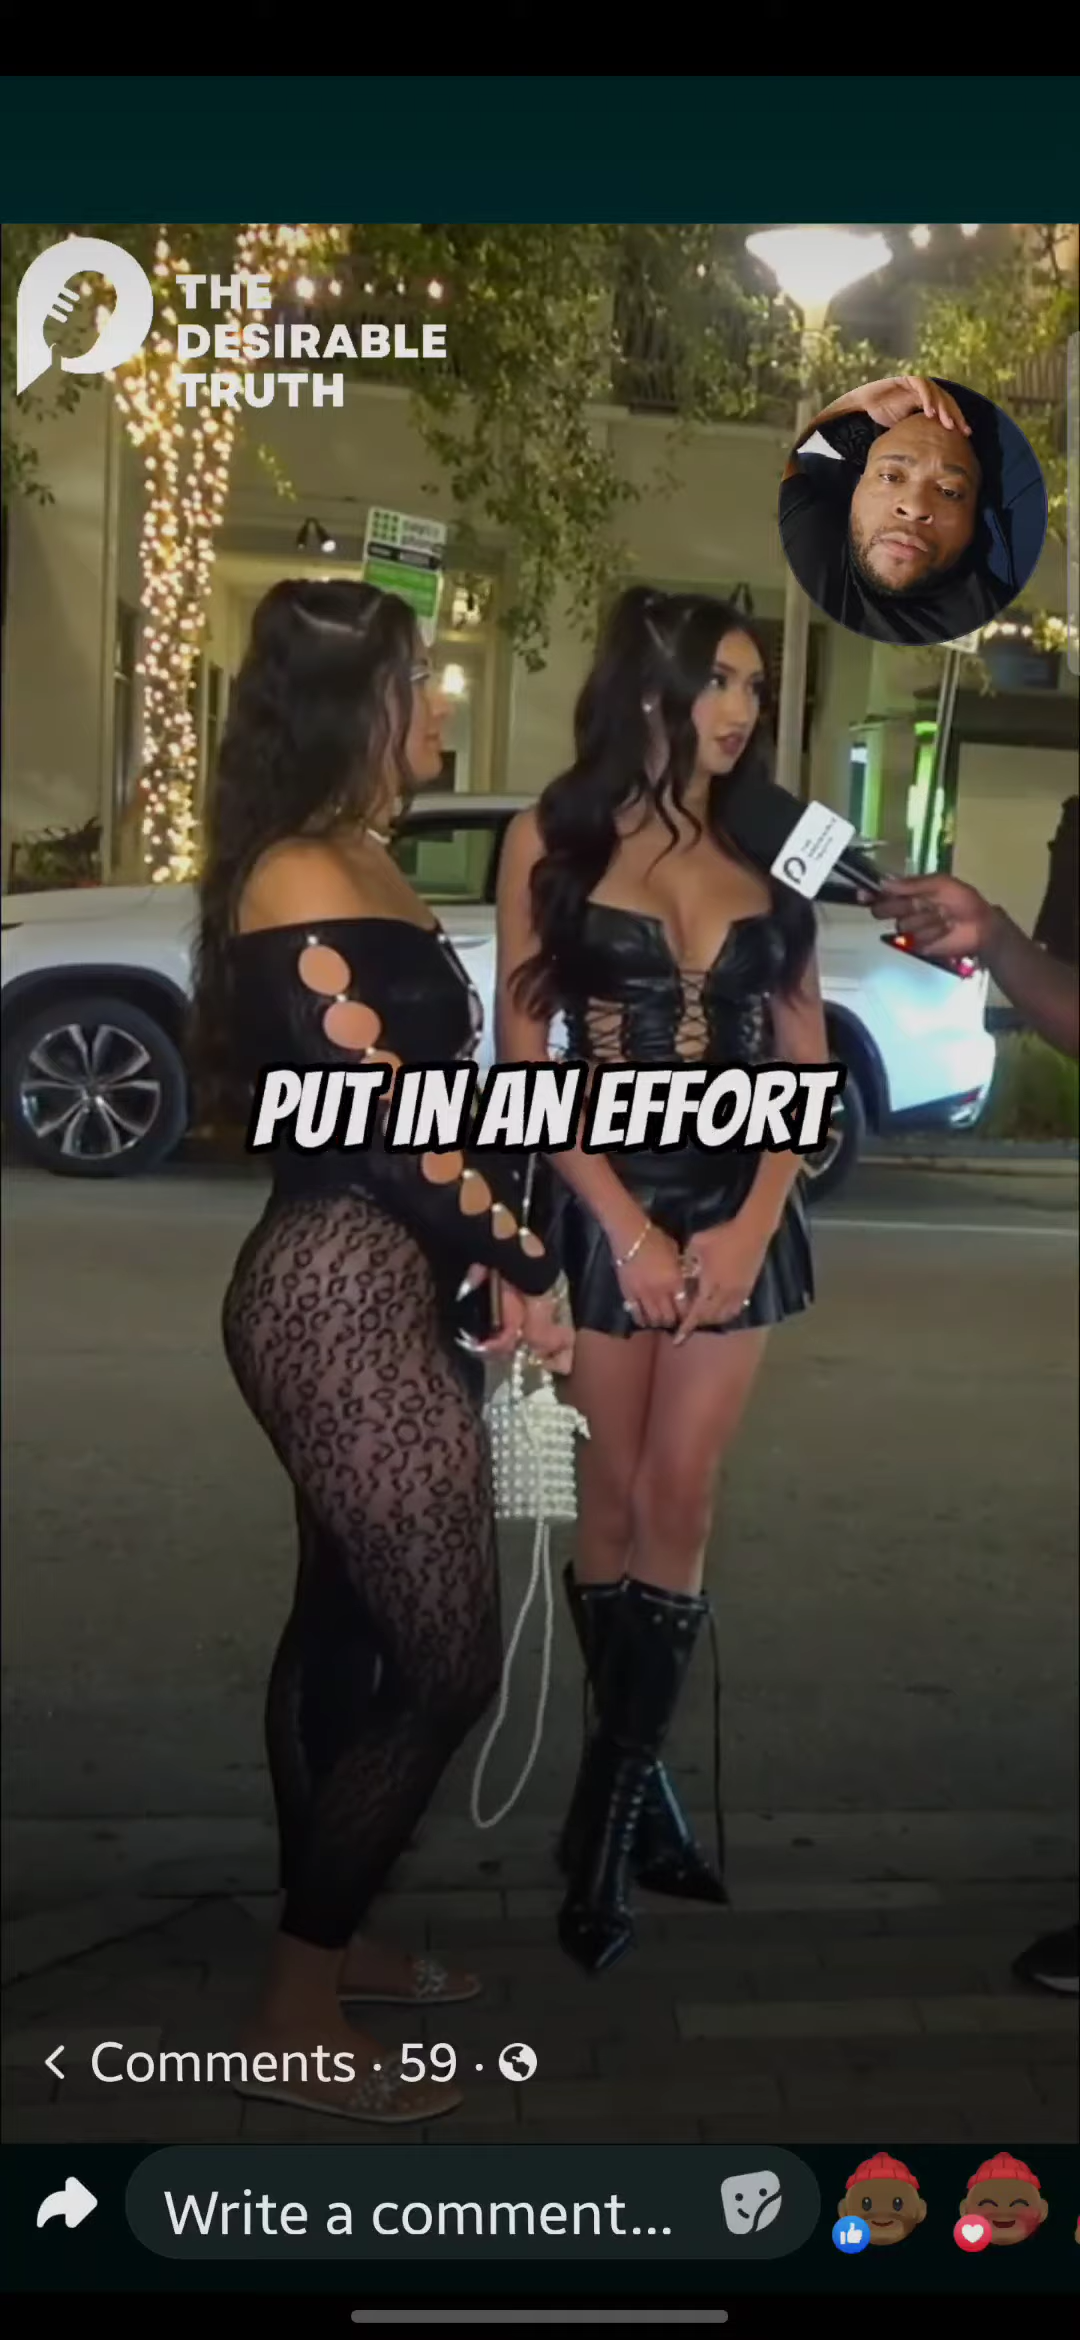 THE
DESIRABLE
TRUTH
PUT IN AN EFFORT
Comments · 59 ·
Write a comment...